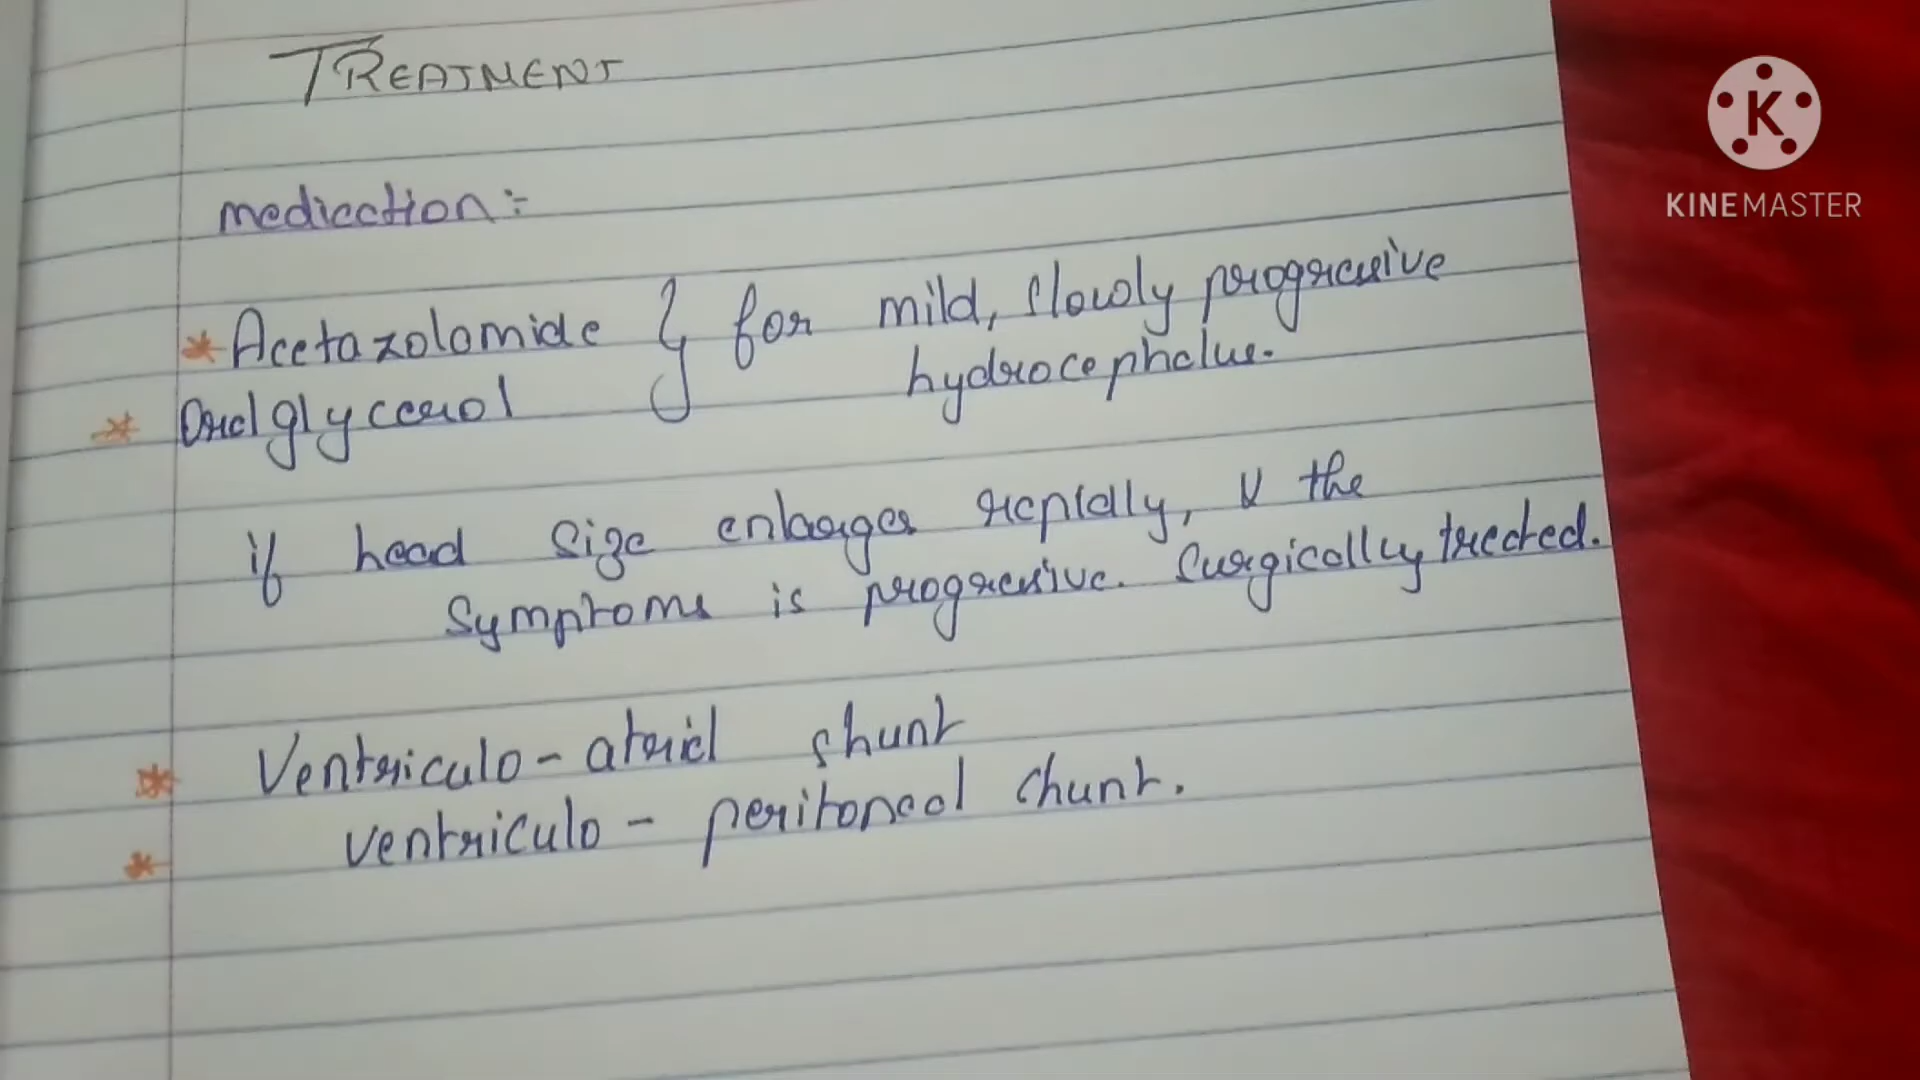 TREATMENT
medication:-
* Acetazolamide } for mild, slowly progressive
hydrocephalus.
* Oral glycerol
if head size enlarges rapidly, & the
symptoms is progressive. Surgically treated.
* Ventriculo-atrial shunt
* ventriculo - peritoneal shunt.
K
KINEMASTER